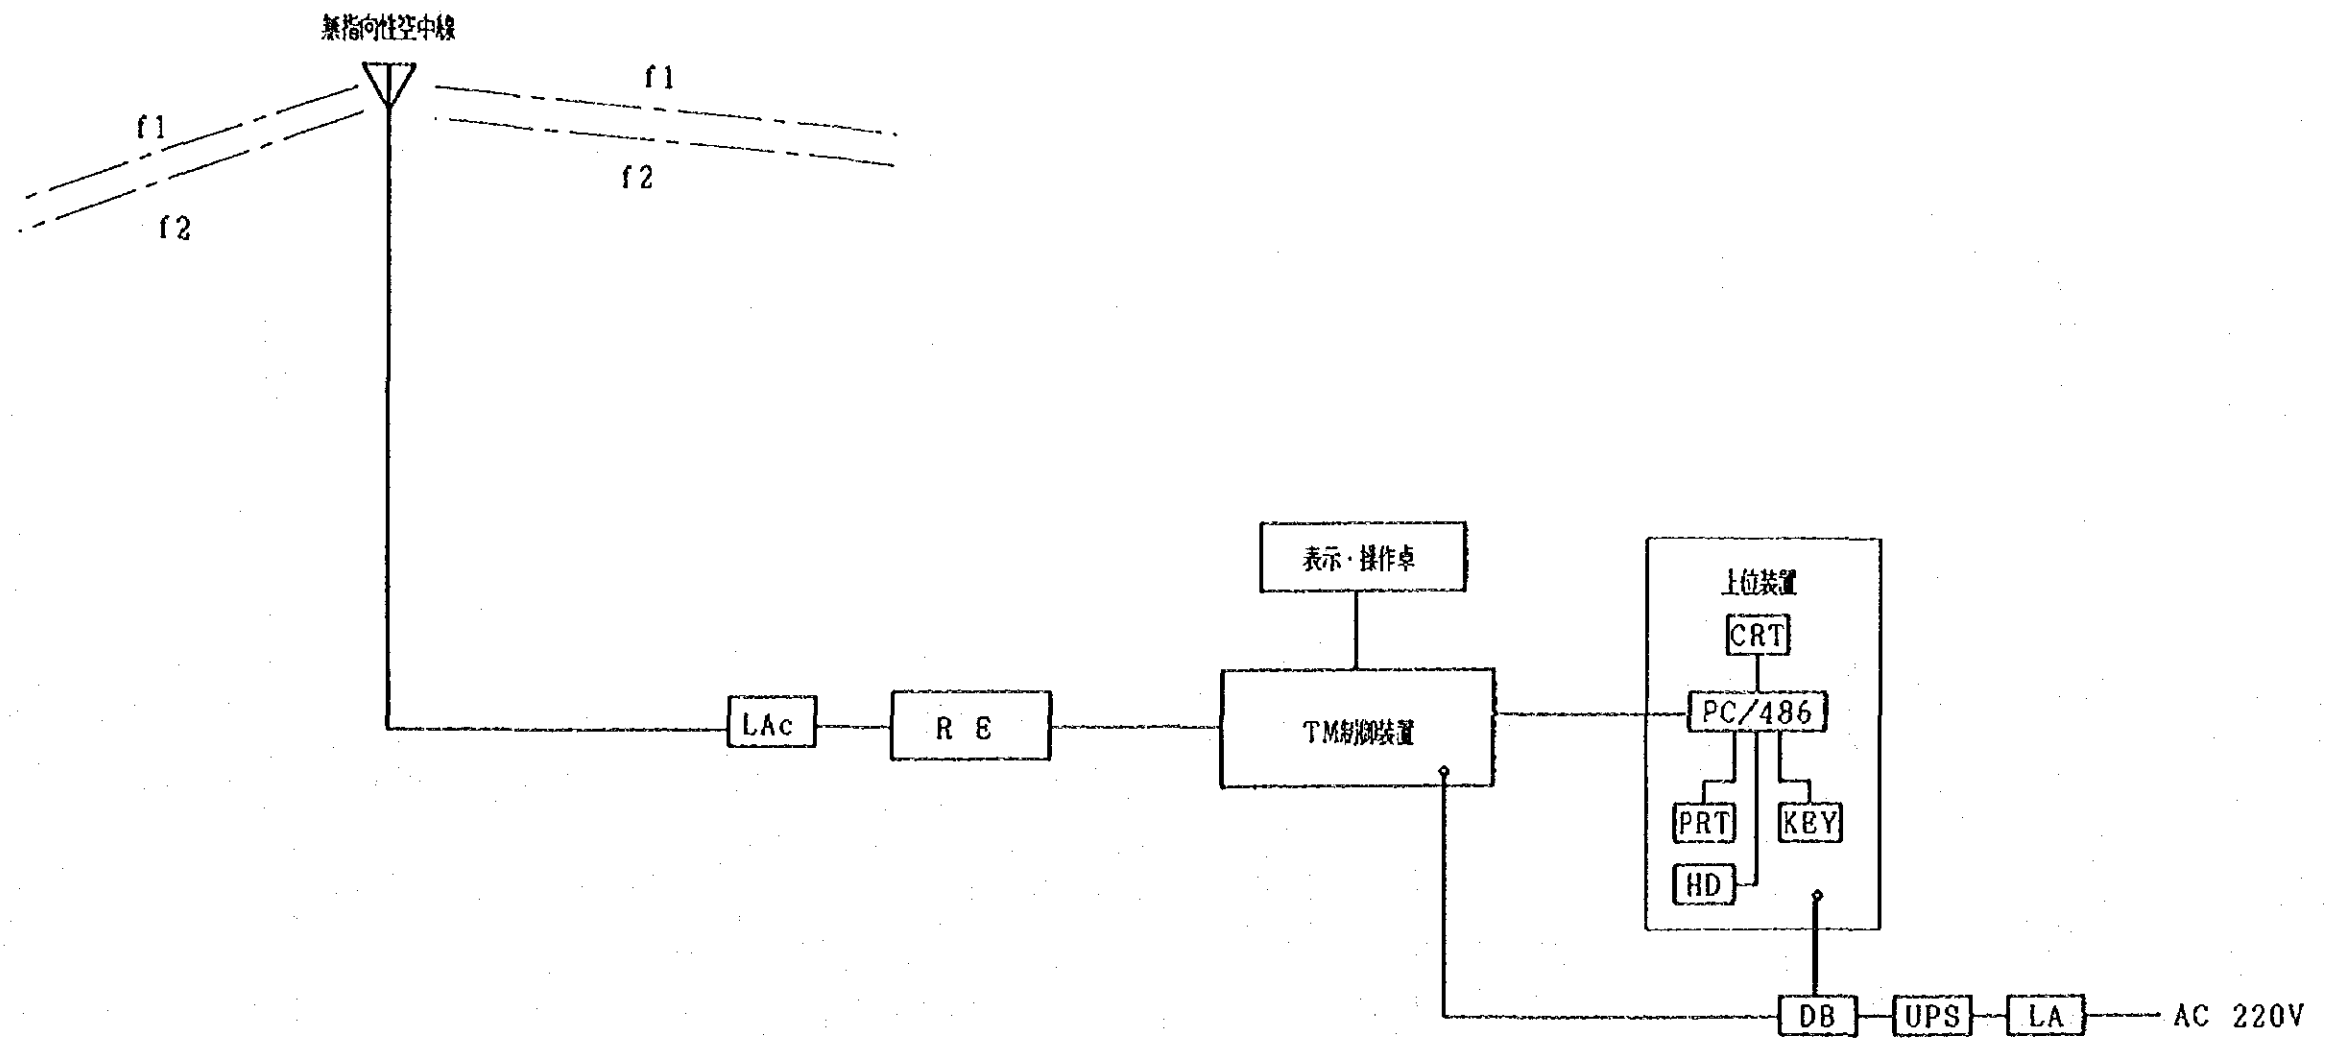 無指向性空中線
f1
f1
f2
f2
表示・操作卓
上位装置
CRT
LAc
RE
TM制御装置
PC/486
PRT
KEY
HD
DB
UPS
LA
AC 220V